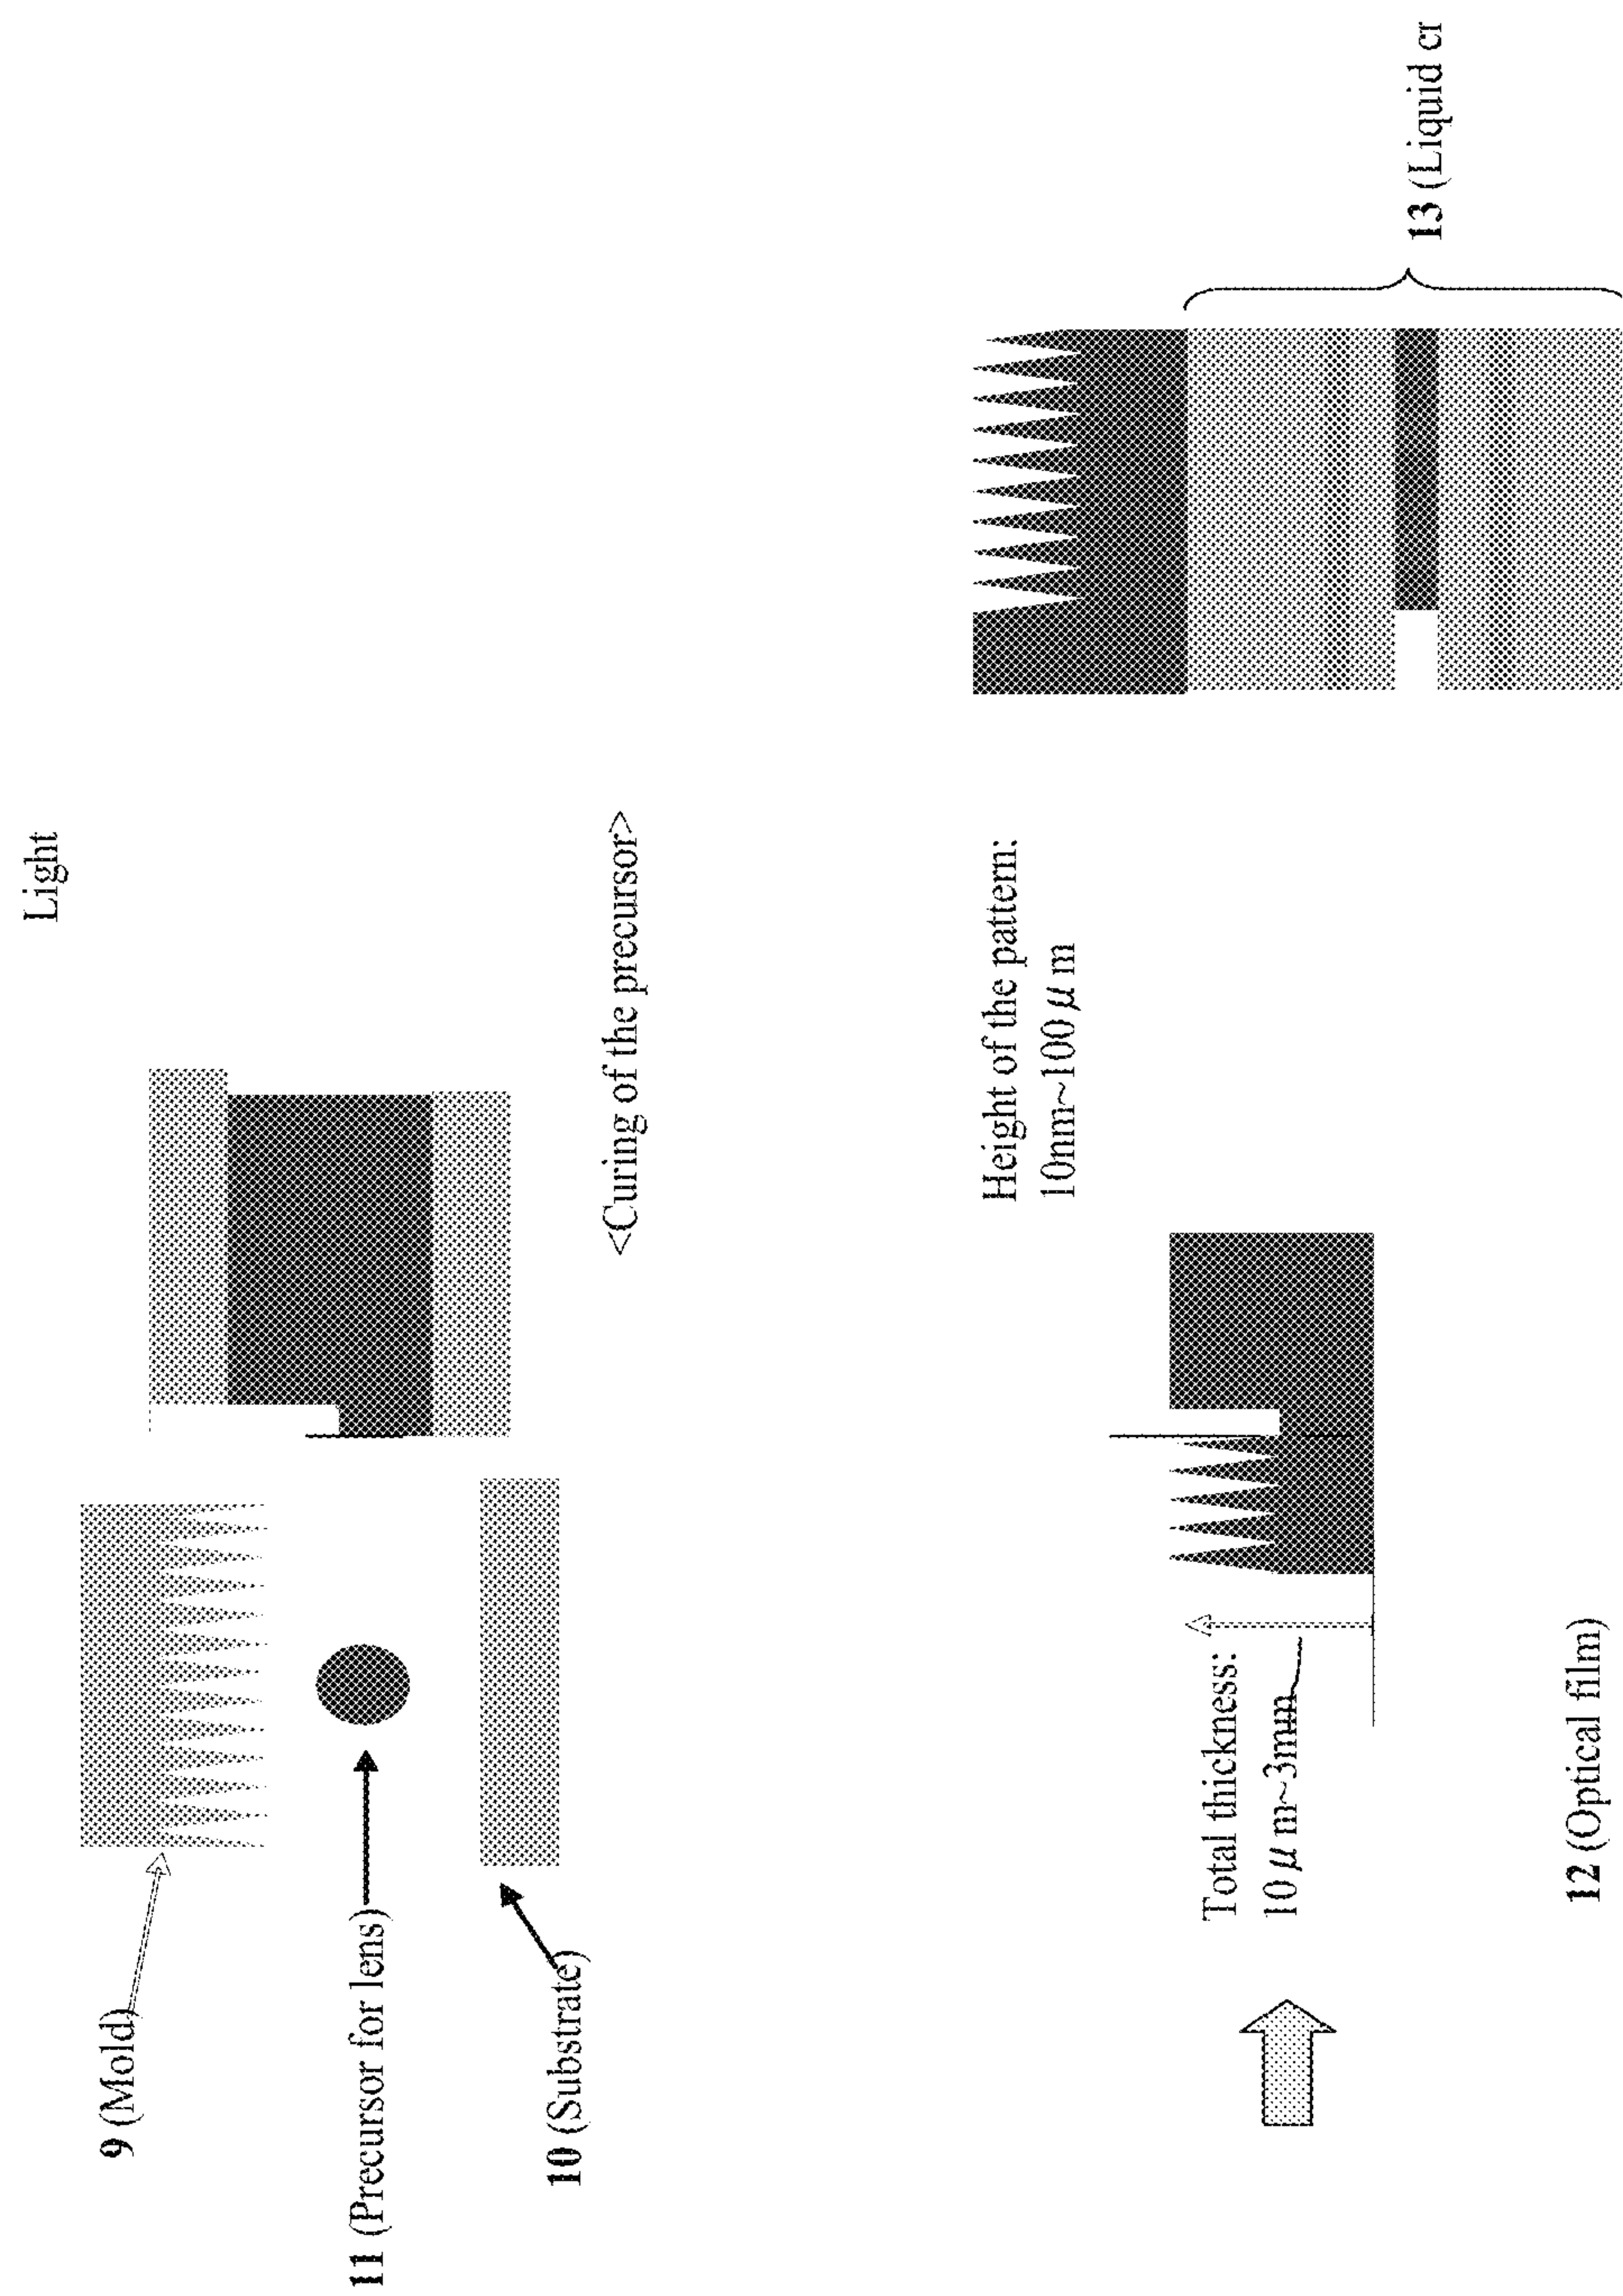 Light
9 (Mold)
11 (Precursor for lens)
10 (Substrate)
<Curing of the precursor>
Height of the pattern:
10nm~100 μ m
Total thickness:
10 μ m~3mm
12 (Optical film)
13 (Liquid cr